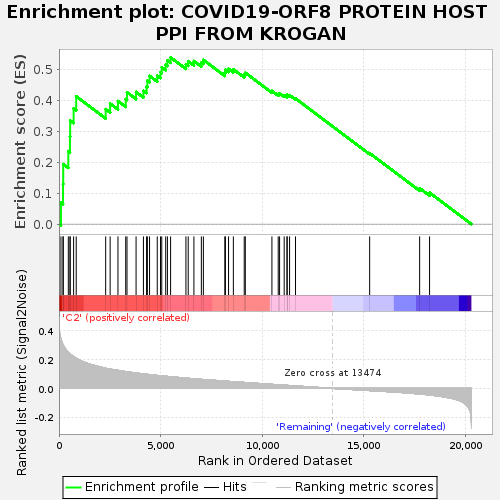 Enrichment plot: COVID19-ORF8 PROTEIN HOST
PPI FROM KROGAN
Enrichment score (ES)
0.5
0.4
0.3
0.2
0.1
0.0
'C2' (positively correlated)
Ranked list metric (Signal2Noise)
0.4
0.2
0.0
-0.2
Zero cross at 13474
'Remaining' (negatively correlated)
0
5,000
10,000
15,000
20,000
Rank in Ordered Dataset
Enrichment profile
Hits
Ranking metric scores